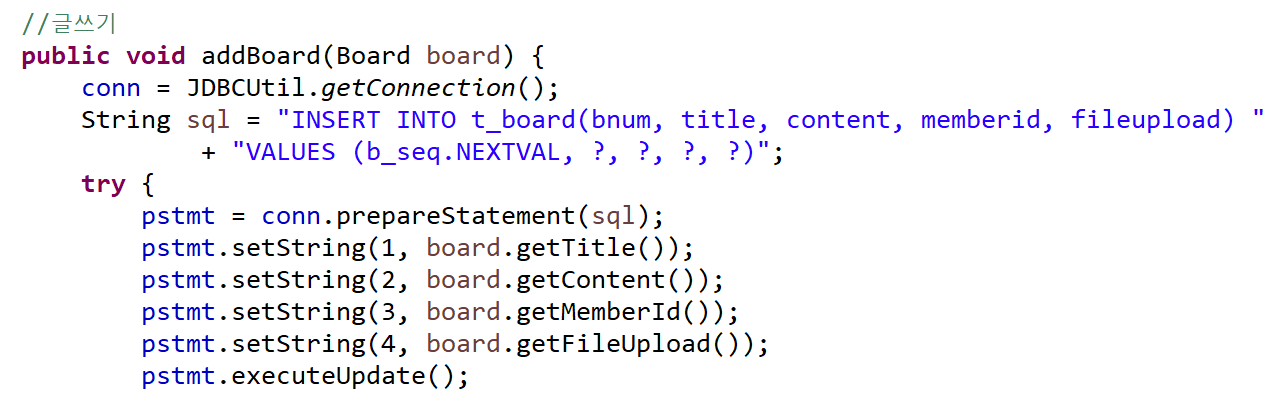 //글쓰기
public void addBoard(Board board) {
    conn = JDBCUtil.getConnection();
    String sql = "INSERT INTO t_board(bnum, title, content, memberid, fileupload) "
            + "VALUES (b_seq.NEXTVAL, ?, ?, ?, ?)";
    try {
        pstmt = conn.prepareStatement(sql);
        pstmt.setString(1, board.getTitle());
        pstmt.setString(2, board.getContent());
        pstmt.setString(3, board.getMemberId());
        pstmt.setString(4, board.getFileUpload());
        pstmt.executeUpdate();